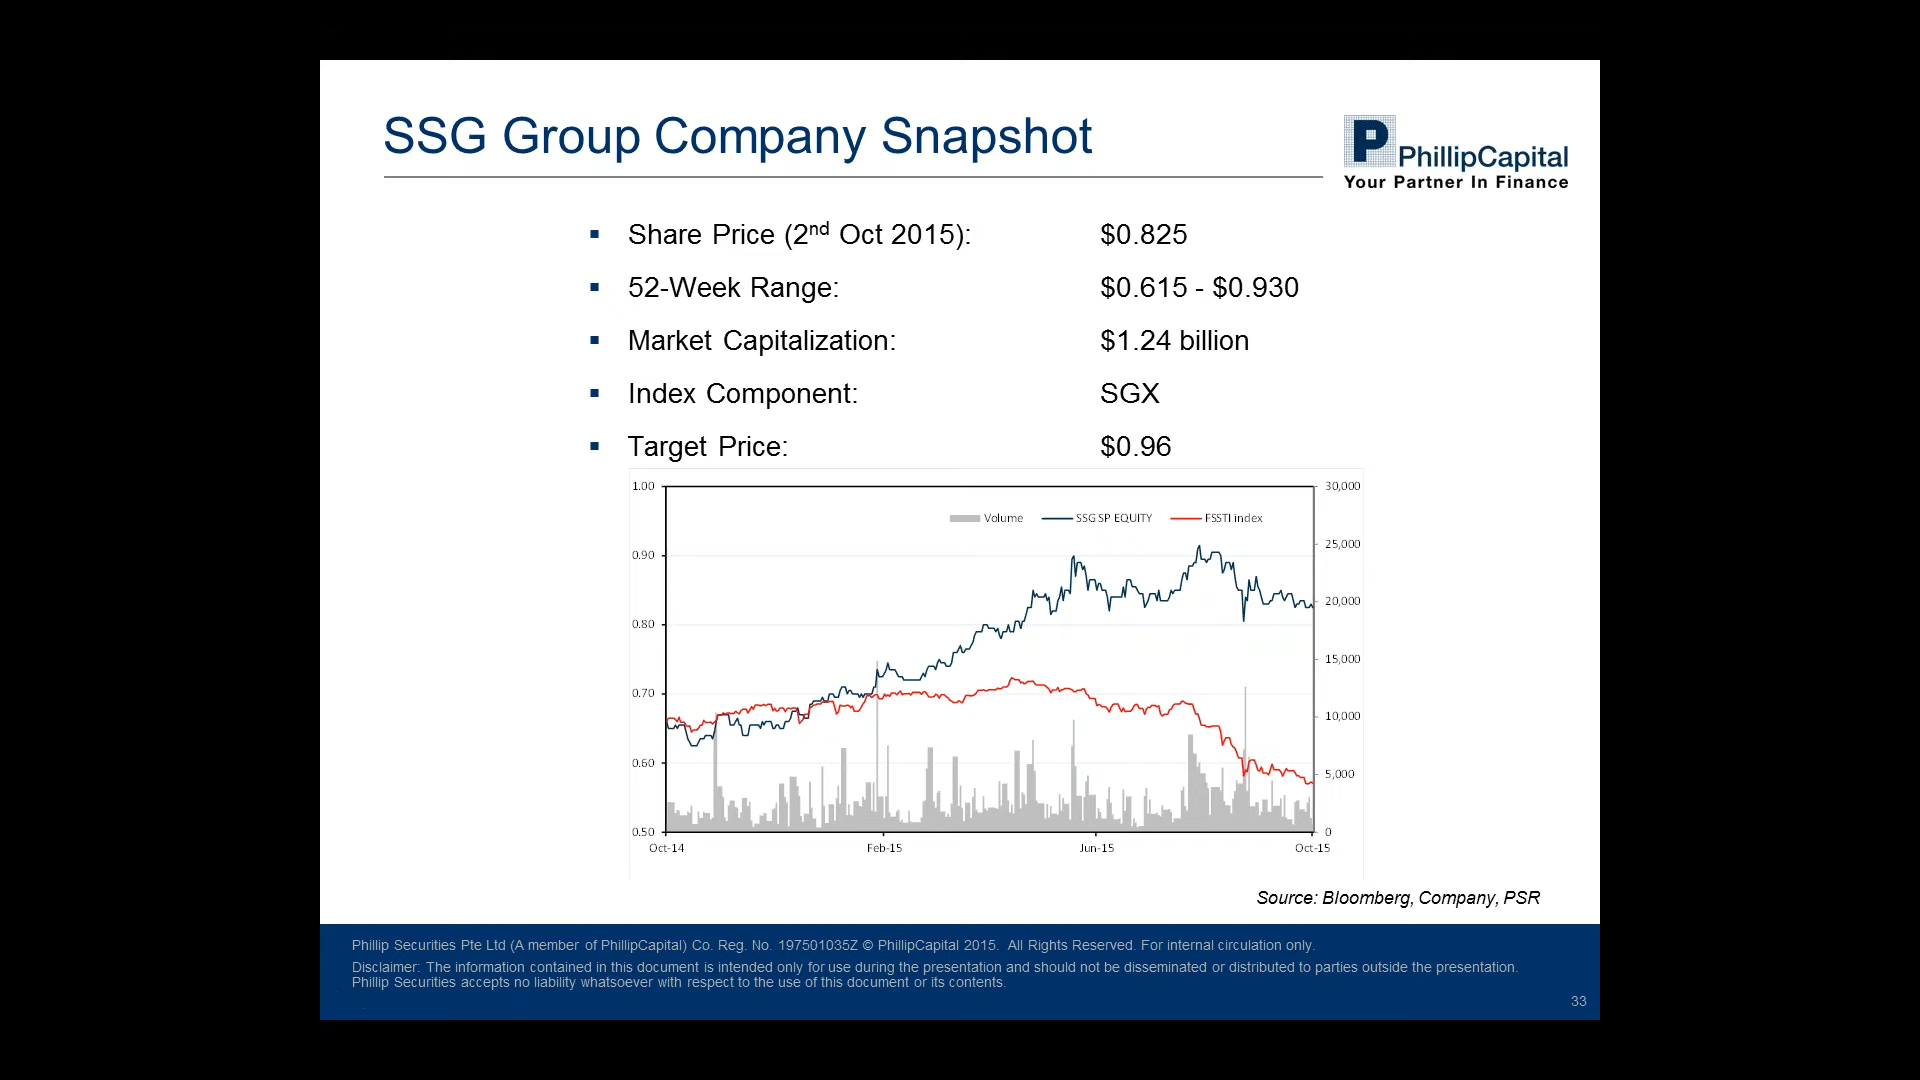 SSG Group Company Snapshot
P
PhillipCapital
Your Partner In Finance
▪ Share Price (2nd Oct 2015): $0.825
▪ 52-Week Range: $0.615 - $0.930
▪ Market Capitalization: $1.24 billion
▪ Index Component: SGX
▪ Target Price: $0.96
1.00 30,000
Volume SSG SP EQUITY FSSTI index
25,000
0.90
20,000
0.80
15,000
0.70
10,000
0.60
5,000
0.50 0
Oct-14 Feb-15 Jun-15 Oct-15
Source: Bloomberg, Company, PSR
Phillip Securities Pte Ltd (A member of PhillipCapital) Co. Reg. No. 197501035Z © PhillipCapital 2015. All Rights Reserved. For internal circulation only.
Disclaimer: The information contained in this document is intended only for use during the presentation and should not be disseminated or distributed to parties outside the presentation.
Phillip Securities accepts no liability whatsoever with respect to the use of this document or its contents.
33